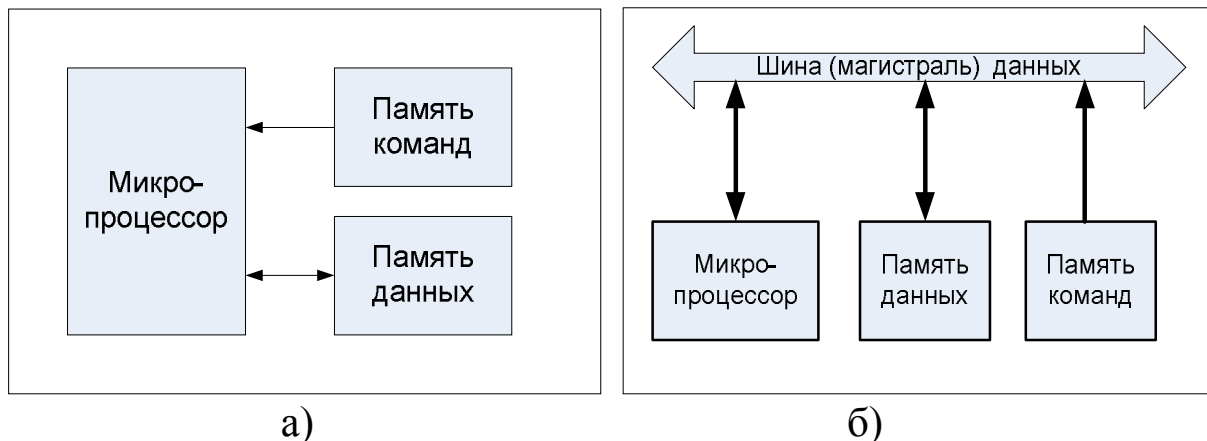 Микро-
процессор
Память
команд
Память
данных
а)
Шина (магистраль) данных
Микро-
процессор
Память
данных
Память
команд
б)